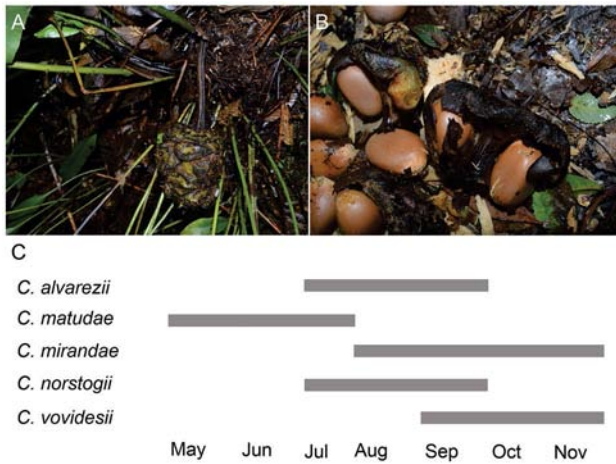 A
B
C
C. alvarezii
C. matudae
C. mirandae
C. norstogii
C. vovidesii
May Jun Jul Aug Sep Oct Nov